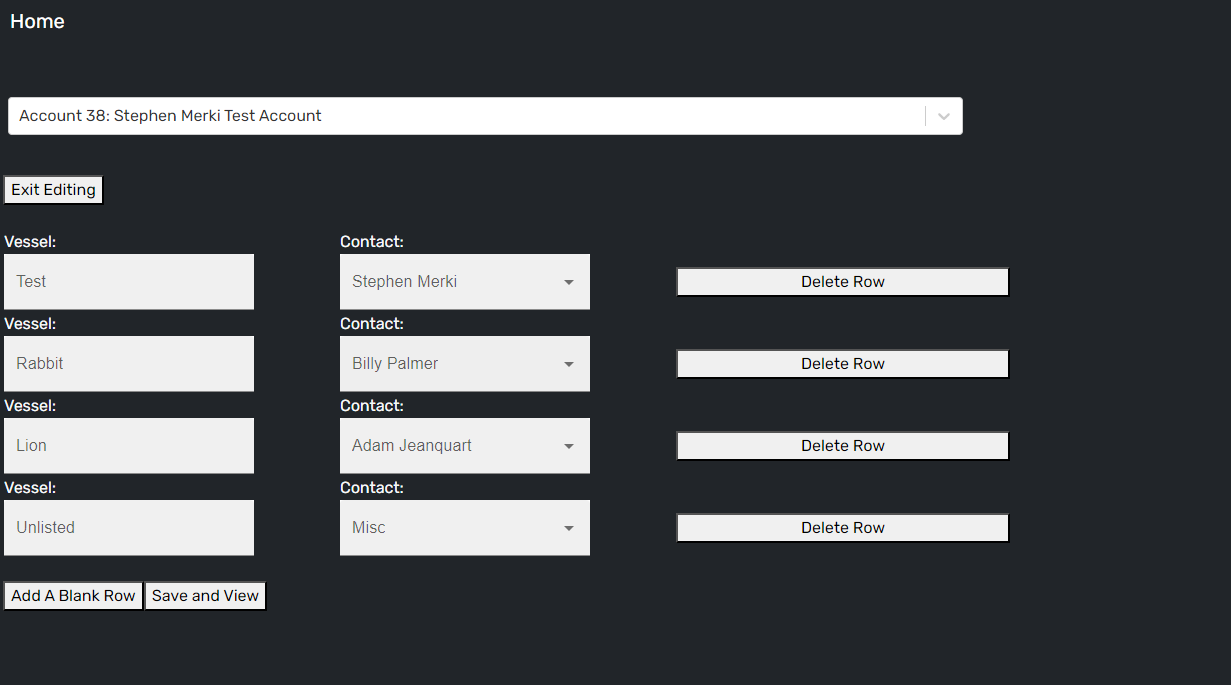 Home
Account 38: Stephen Merki Test Account
Exit Editing
Vessel: Contact:
Test Stephen Merki Delete Row
Vessel: Contact:
Rabbit Billy Palmer Delete Row
Vessel: Contact:
Lion Adam Jeanquart Delete Row
Vessel: Contact:
Unlisted Misc Delete Row
Add A Blank Row Save and View